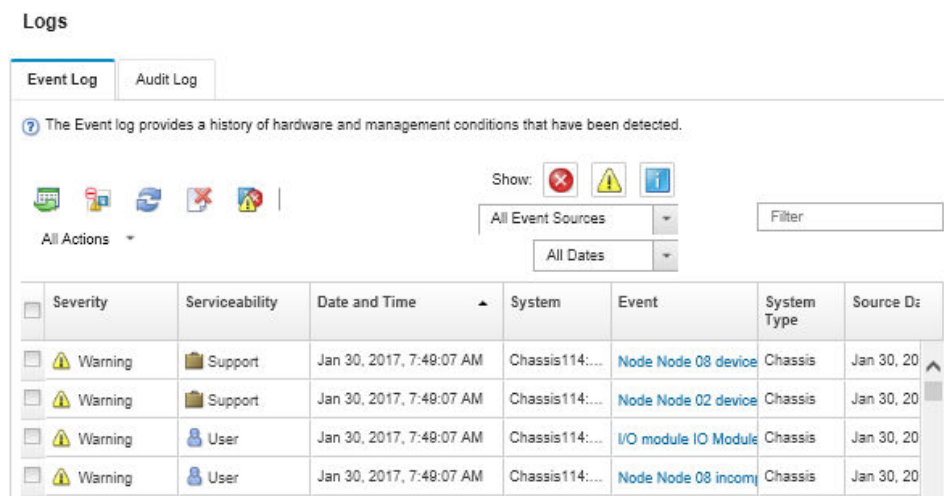 Logs
Event Log Audit Log
? The Event log provides a history of hardware and management conditions that have been detected.
Show:
All Event Sources
Filter
All Actions
All Dates
Severity Serviceability Date and Time System Event System Type Source Da
Warning Support Jan 30, 2017, 7:49:07 AM Chassis114:... Node Node 08 device Chassis Jan 30, 20
Warning Support Jan 30, 2017, 7:49:07 AM Chassis114:... Node Node 02 device Chassis Jan 30, 20
Warning User Jan 30, 2017, 7:49:07 AM Chassis114:... I/O module IO Module Chassis Jan 30, 20
Warning User Jan 30, 2017, 7:49:07 AM Chassis114:... Node Node 08 incom Chassis Jan 30, 20